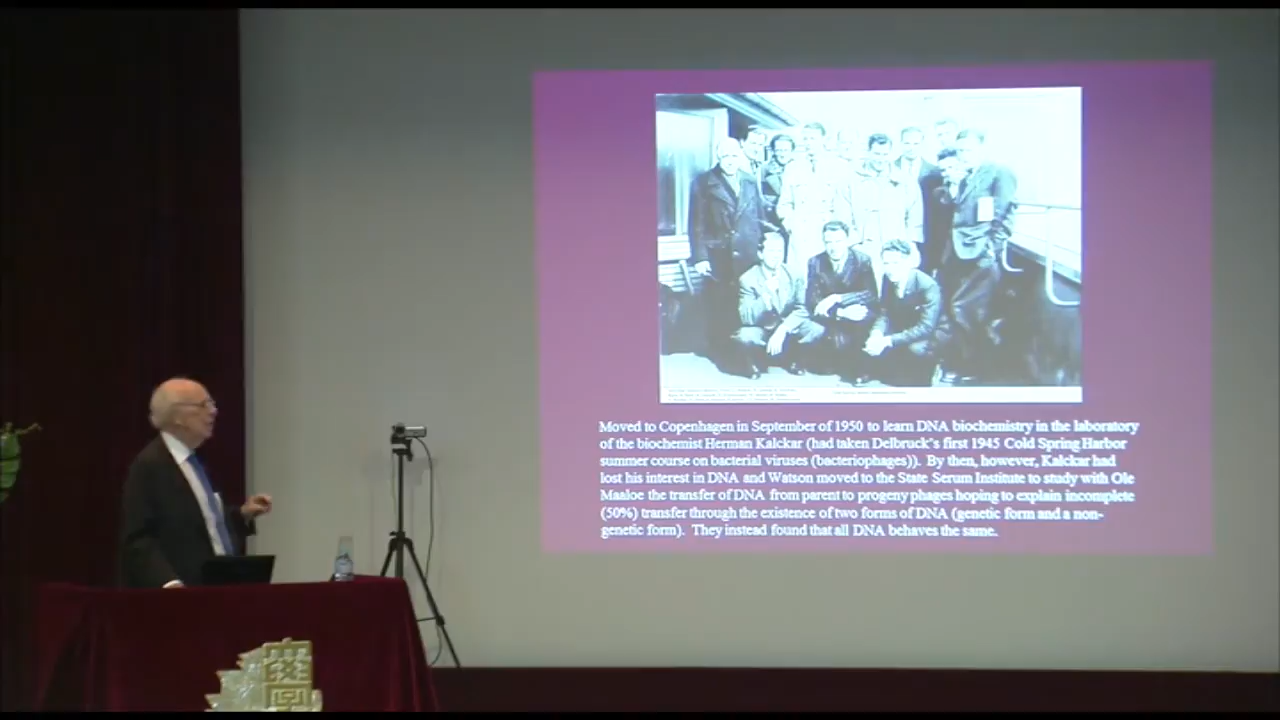 Moved to Copenhagen in September of 1950 to learn DNA biochemistry in the laboratory
of the biochemist Herman Kalckar (had taken Delbruck's first 1945 Cold Spring Harbor
summer course on bacterial viruses (bacteriophages)). By then, however, Kalckar had
lost his interest in DNA and Watson moved to the State Serum Institute to study with Ole
Maaloe the transfer of DNA from parent to progeny phages hoping to explain incomplete
(50%) transfer through the existence of two forms of DNA (genetic form and a non-
genetic form). They instead found that all DNA behaves the same.